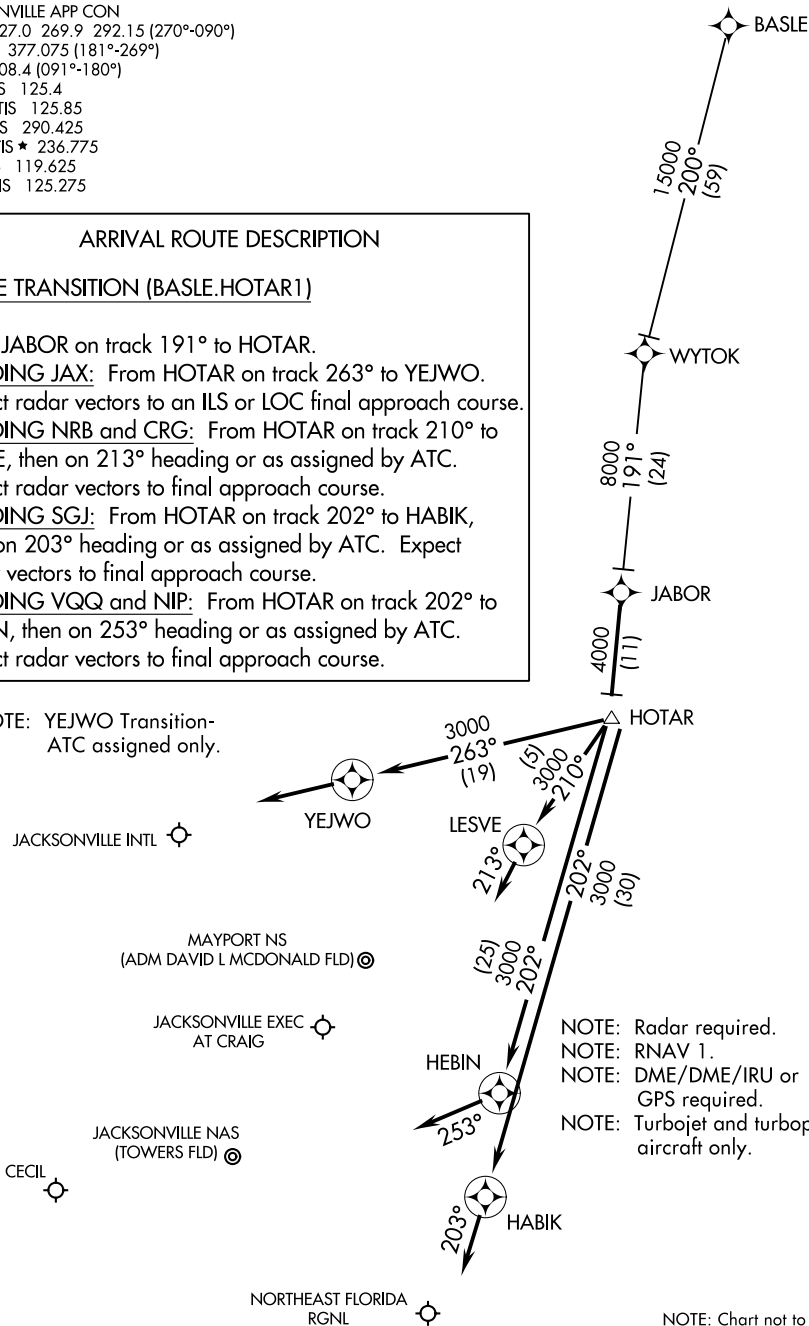 NVILLE APP CON
27.0 269.9 292.15 (270°-090°)
377.075 (181°-269°)
08.4 (091°-180°)
S 125.4
TIS 125.85
S 290.425
TIS ★ 236.775
119.625
IS 125.275
BASLE
15000
200°
(59)
ARRIVAL ROUTE DESCRIPTION
E TRANSITION (BASLE.HOTAR1)
JABOR on track 191° to HOTAR.
DING JAX: From HOTAR on track 263° to YEJWO.
ct radar vectors to an ILS or LOC final approach course.
DING NRB and CRG: From HOTAR on track 210° to
E, then on 213° heading or as assigned by ATC.
ct radar vectors to final approach course.
DING SGJ: From HOTAR on track 202° to HABIK,
on 203° heading or as assigned by ATC. Expect
vectors to final approach course.
DING VQQ and NIP: From HOTAR on track 202° to
N, then on 253° heading or as assigned by ATC.
ct radar vectors to final approach course.
WYTOK
8000
191°
(24)
JABOR
4000
(11)
HOTAR
OTE: YEJWO Transition-
ATC assigned only.
3000
263°
(19)
(5)
3000
210°
YEJWO
LESVE
213°
202°
3000
(30)
(25)
3000
202°
JACKSONVILLE INTL
MAYPORT NS
(ADM DAVID L MCDONALD FLD)
JACKSONVILLE EXEC
AT CRAIG
HEBIN
253°
NOTE: Radar required.
NOTE: RNAV 1.
NOTE: DME/DME/IRU or
GPS required.
NOTE: Turbojet and turbop
aircraft only.
JACKSONVILLE NAS
(TOWERS FLD)
CECIL
HABIK
203°
NORTHEAST FLORIDA
RGNL
NOTE: Chart not to